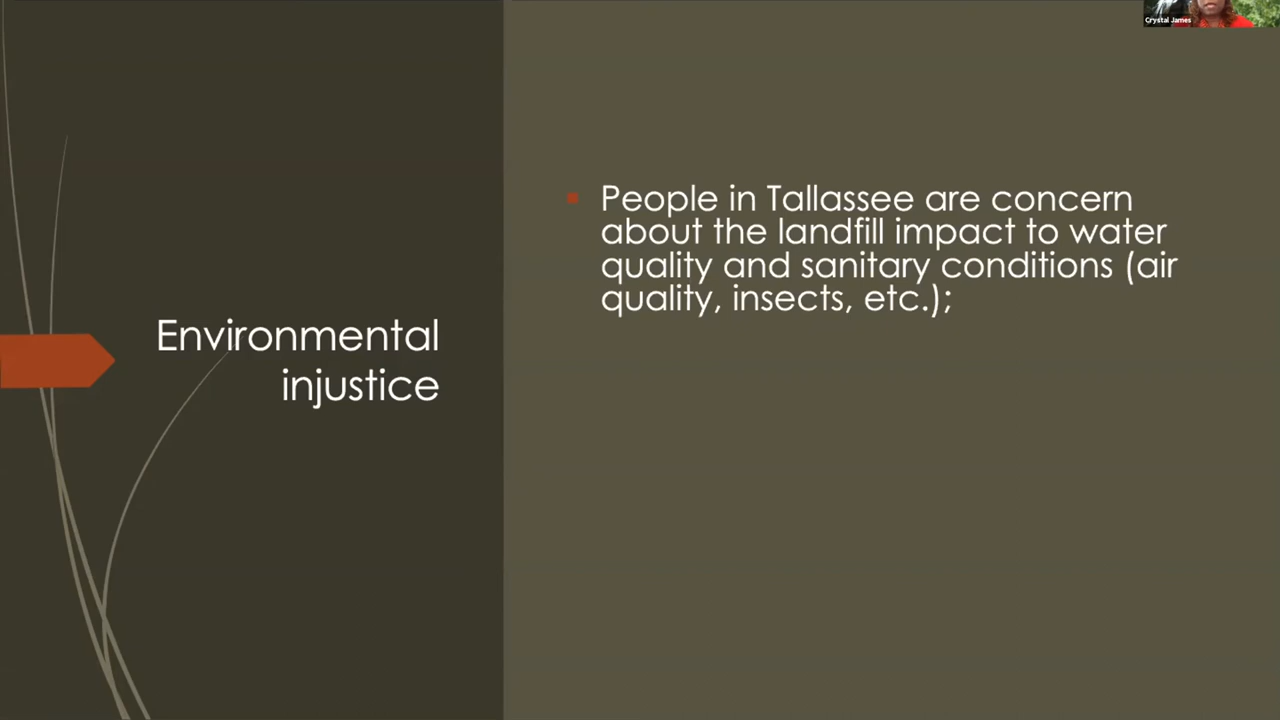 Crystal James
Environmental
injustice
People in Tallassee are concern
about the landfill impact to water
quality and sanitary conditions (air
quality, insects, etc.);